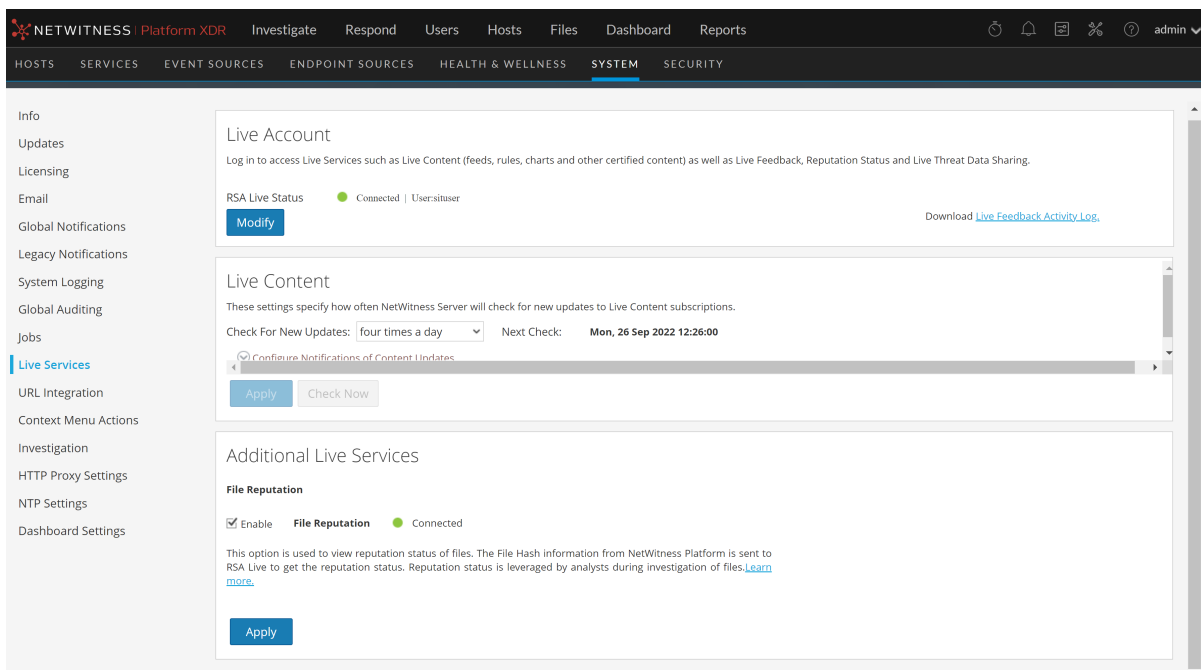 NETWITNESS | Platform XDR Investigate Respond Users Hosts Files Dashboard Reports admin
HOSTS SERVICES EVENT SOURCES ENDPOINT SOURCES HEALTH & WELLNESS SYSTEM SECURITY
Info
Updates
Licensing
Email
Global Notifications
Legacy Notifications
System Logging
Global Auditing
Jobs
Live Services
URL Integration
Context Menu Actions
Investigation
HTTP Proxy Settings
NTP Settings
Dashboard Settings
Live Account
Log in to access Live Services such as Live Content (feeds, rules, charts and other certified content) as well as Live Feedback, Reputation Status and Live Threat Data Sharing.
RSA Live Status Connected | User:situser
Modify
Download Live Feedback Activity Log.
Live Content
These settings specify how often NetWitness Server will check for new updates to Live Content subscriptions.
Check For New Updates: four times a day Next Check: Mon, 26 Sep 2022 12:26:00
Configure Notifications of Content Updates
Apply Check Now
Additional Live Services
File Reputation
Enable File Reputation Connected
This option is used to view reputation status of files. The File Hash information from NetWitness Platform is sent to
RSA Live to get the reputation status. Reputation status is leveraged by analysts during investigation of files.Learn
more.
Apply